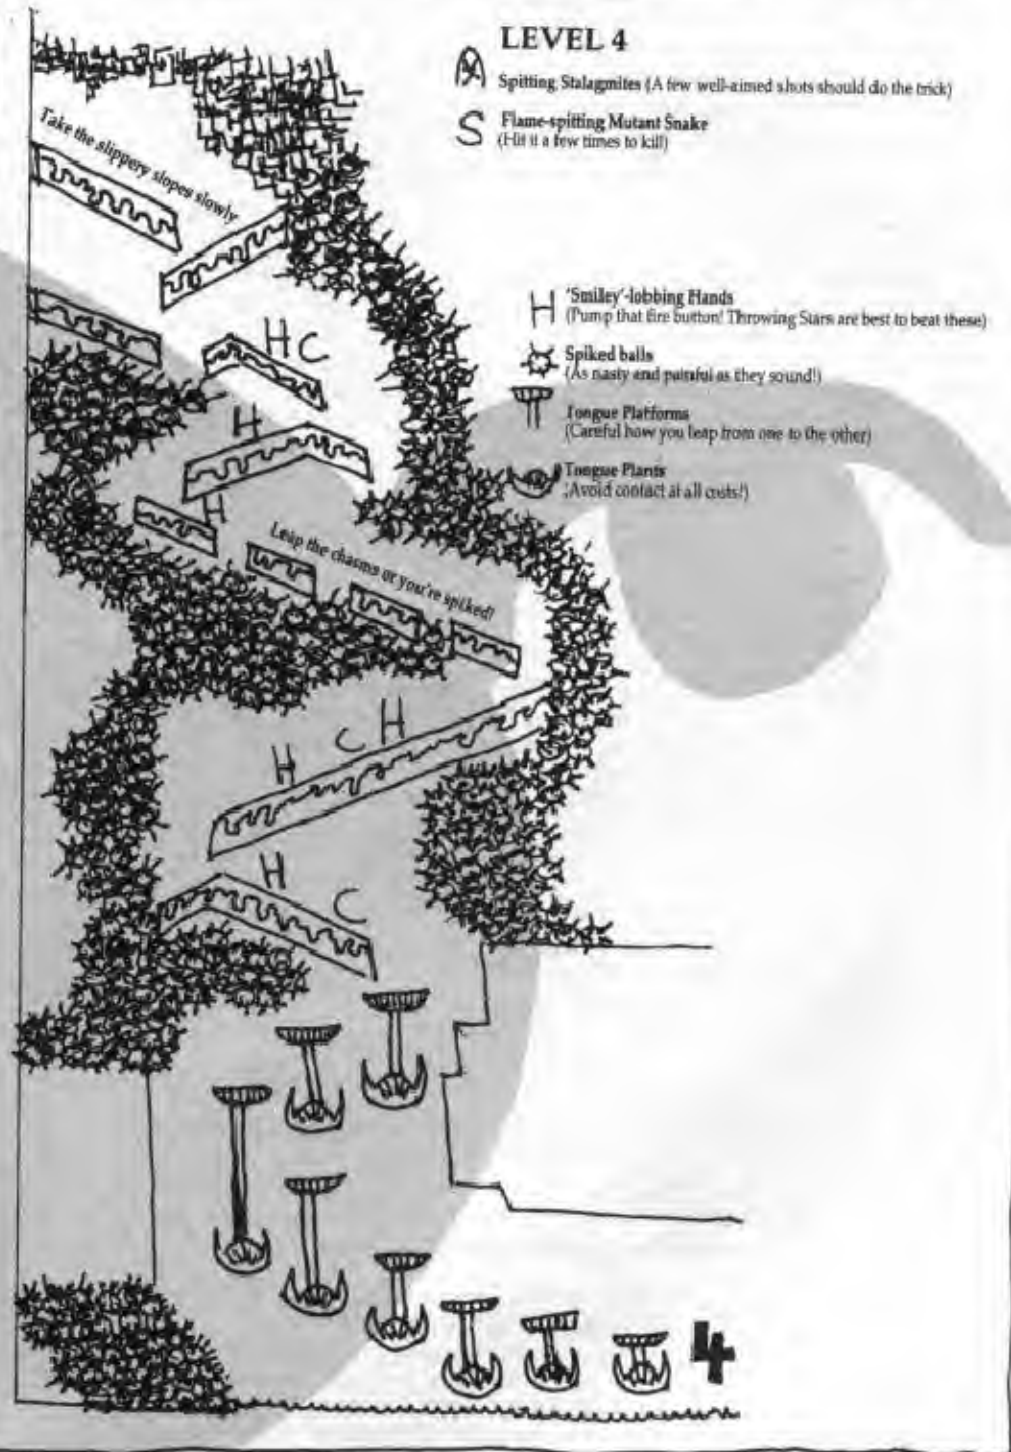 LEVEL 4
Spitting Stalagmites (A few well-aimed shots should do the trick)
S Flame-spitting Mutant Snake
(Hit it a few times to kill!)
Take the slippery slopes slowly
H 'Smiley'-lobbing Hands
(Pump that fire button! Throwing Stars are best to beat these)
Spiked balls
(As nasty and painful as they sound!)
Tongue Platforms
(Careful how you leap from one to the other)
Tongue Plants
(Avoid contact at all costs!)
H C
H
H
Leap the chasms or you're spiked!
H
C
H
H
C
4